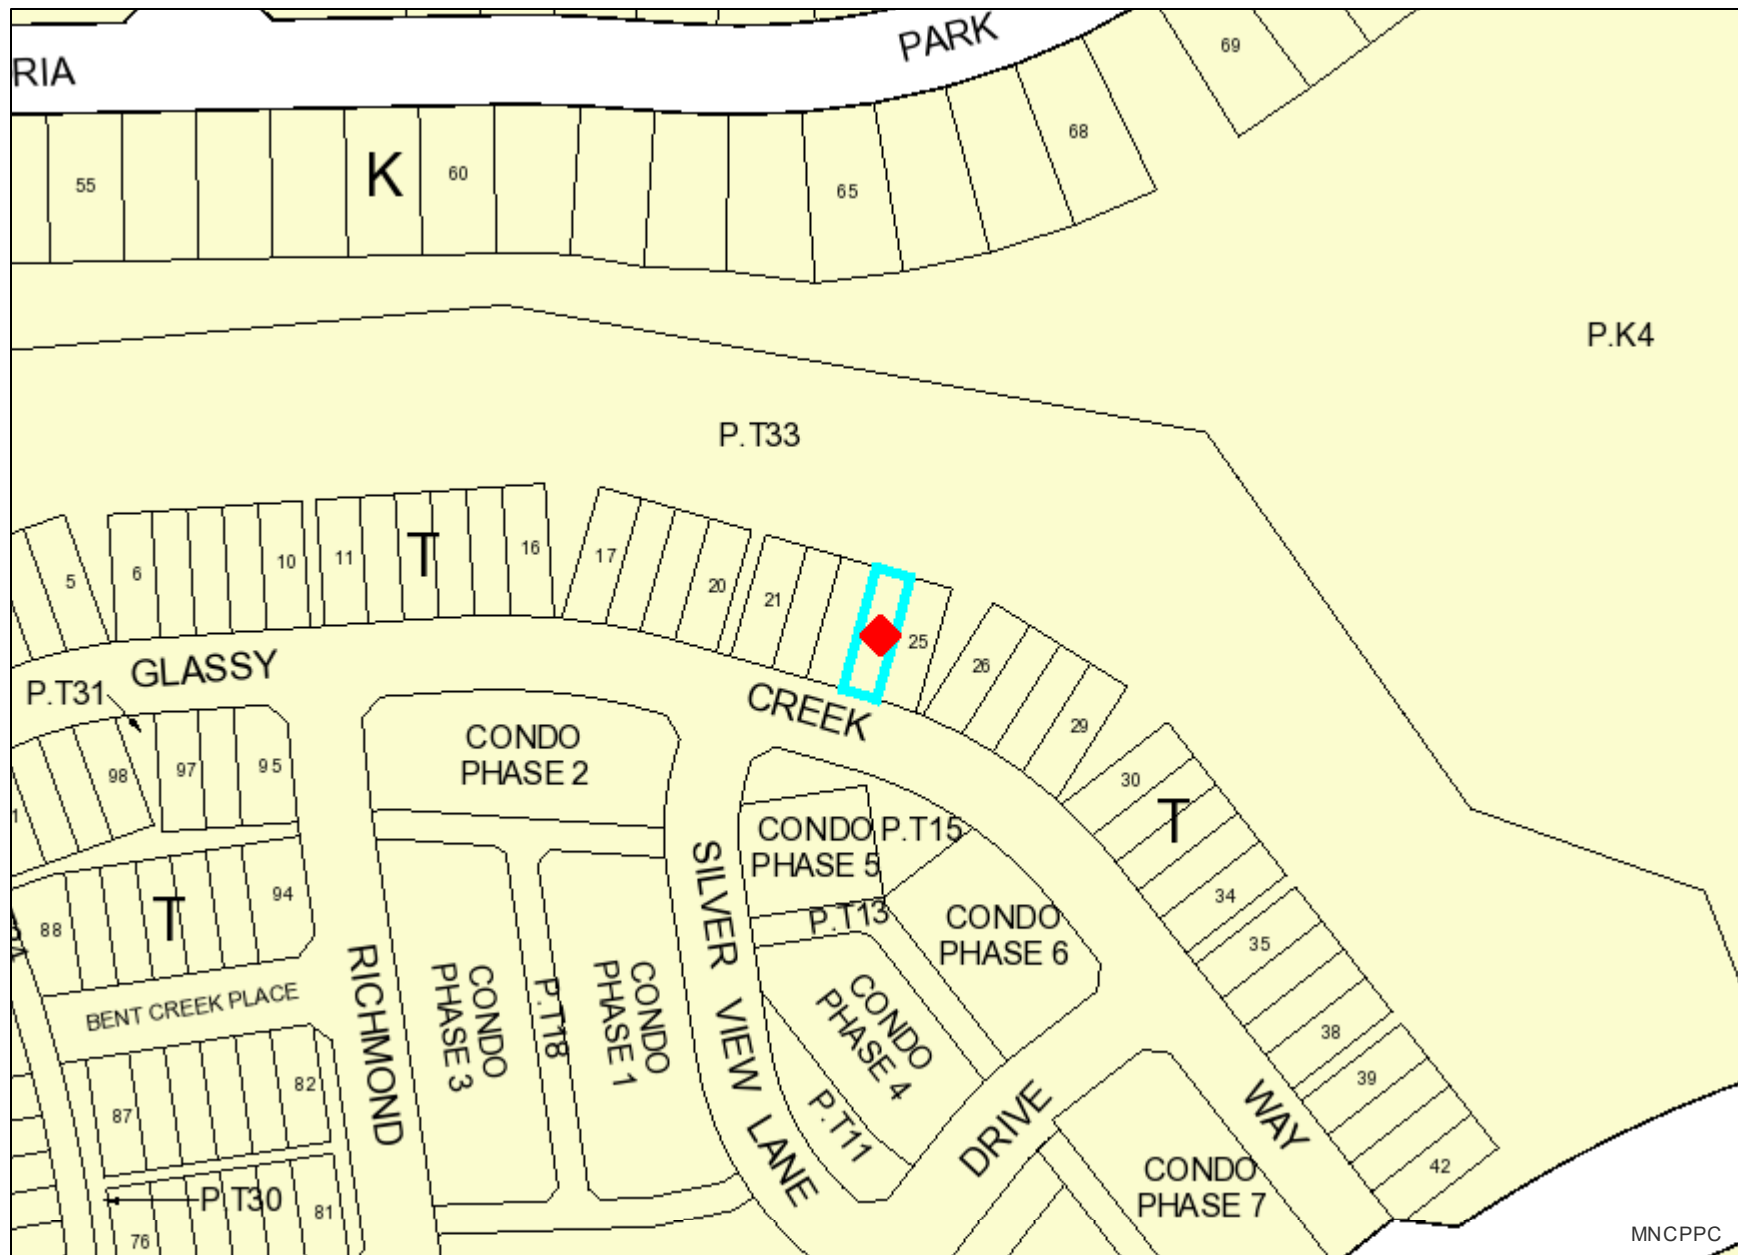 RIA
PARK
69
68
55
K
60
65
P.K4
P.T33
5
6
10
11
T
16
17
20
21
25
26
29
30
T
34
35
38
39
42
GLASSY
CREEK
WAY
P.T31
98
97
95
CONDO
PHASE 2
CONDO
PHASE 5
P.T15
P.T13
CONDO
PHASE 6
88
T
94
BENT CREEK PLACE
RICHMOND
CONDO
PHASE 3
P.T18
CONDO
PHASE 1
SILVER VIEW LANE
CONDO
PHASE 4
P.T11
DRIVE
CONDO
PHASE 7
87
82
P.T30
81
76
MNCPPC